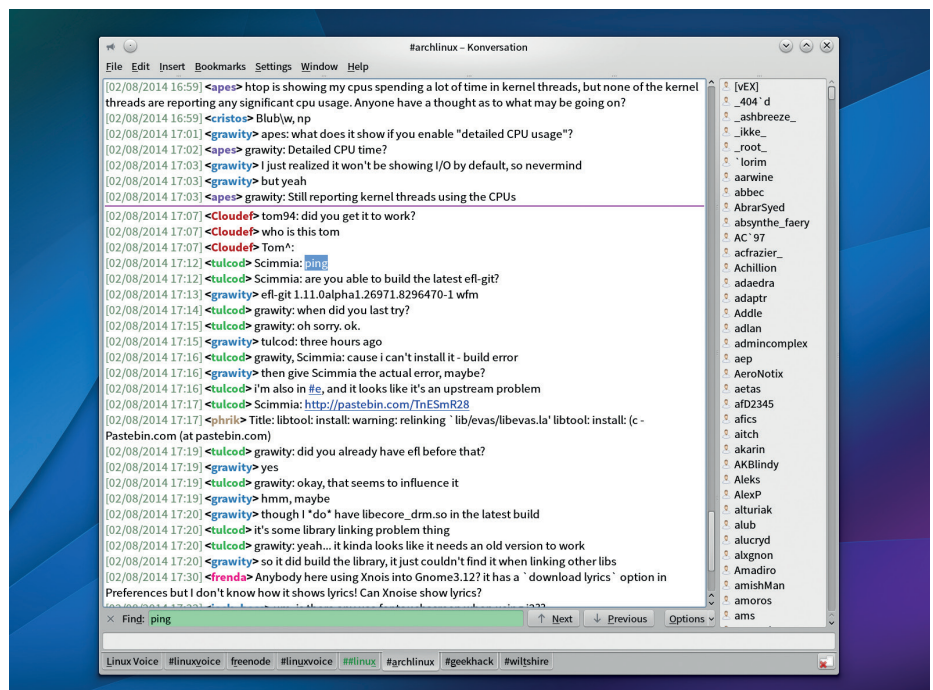 #archlinux – Konversation
File Edit Insert Bookmarks Settings Window Help
[02/08/2014 16:59] <apes> htop is showing my cpus spending a lot of time in kernel threads, but none of the kernel
threads are reporting any significant cpu usage. Anyone have a thought as to what may be going on?
[02/08/2014 16:59] <cristos> Blub\w, np
[02/08/2014 17:01] <grawity> apes: what does it show if you enable "detailed CPU usage"?
[02/08/2014 17:02] <apes> grawity: Detailed CPU time?
[02/08/2014 17:03] <grawity> I just realized it won't be showing I/O by default, so nevermind
[02/08/2014 17:03] <grawity> but yeah
[02/08/2014 17:03] <apes> grawity: Still reporting kernel threads using the CPUs
[02/08/2014 17:07] <Cloudef> tom94: did you get it to work?
[02/08/2014 17:07] <Cloudef> who is this tom
[02/08/2014 17:07] <Cloudef> Tom^:
[02/08/2014 17:12] <tulcod> Scimmia: ping
[02/08/2014 17:12] <tulcod> Scimmia: are you able to build the latest efl-git?
[02/08/2014 17:13] <grawity> efl-git 1.11.0alpha1.26971.8296470-1 wfm
[02/08/2014 17:14] <tulcod> grawity: when did you last try?
[02/08/2014 17:15] <tulcod> grawity: oh sorry. ok.
[02/08/2014 17:15] <grawity> tulcod: three hours ago
[02/08/2014 17:16] <tulcod> grawity, Scimmia: cause i can't install it - build error
[02/08/2014 17:16] <grawity> then give Scimmia the actual error, maybe?
[02/08/2014 17:16] <tulcod> i'm also in #e, and it looks like it's an upstream problem
[02/08/2014 17:17] <tulcod> Scimmia: http://pastebin.com/TnESmR28
[02/08/2014 17:17] <phrik> Title: libtool: install: warning: relinking `lib/evas/libevas.la' libtool: install: (c -
Pastebin.com (at pastebin.com)
[02/08/2014 17:19] <tulcod> grawity: did you already have efl before that?
[02/08/2014 17:19] <grawity> yes
[02/08/2014 17:19] <tulcod> grawity: okay, that seems to influence it
[02/08/2014 17:19] <grawity> hmm, maybe
[02/08/2014 17:20] <grawity> though I *do* have libecore_drm.so in the latest build
[02/08/2014 17:20] <tulcod> it's some library linking problem thing
[02/08/2014 17:20] <tulcod> grawity: yeah... it kinda looks like it needs an old version to work
[02/08/2014 17:20] <grawity> so it did build the library, it just couldn't find it when linking other libs
[02/08/2014 17:30] <frenda> Anybody here using Xnois into Gnome3.12? it has a `download lyrics` option in
Preferences but I don't know how it shows lyrics! Can Xnoise show lyrics?
[vEX]
_404`d
_ashbreeze_
_ikke_
_root_
`lorim
aarwine
abbec
AbrarSyed
absynthe_faery
AC`97
acfrazier_
Achillion
adaedra
adaptr
Addle
adlan
admincomplex
aep
AeroNotix
aetas
afD2345
afics
aitch
akarin
AKBlindy
Aleks
AlexP
alturiak
alub
alucryd
alxgnon
Amadiro
amishMan
amoros
ams
Find: ping Next Previous Options
Linux Voice #linuxvoice freenode #linuxvoice ##linux #archlinux #geekhack #wiltshire